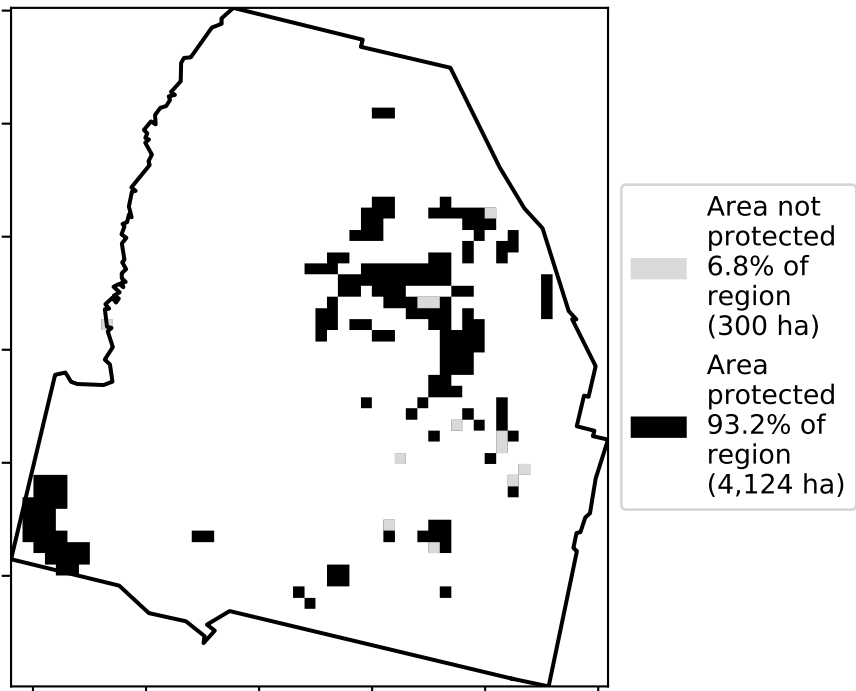 Area not
protected
6.8% of
region
(300 ha)
Area
protected
93.2% of
region
(4,124 ha)